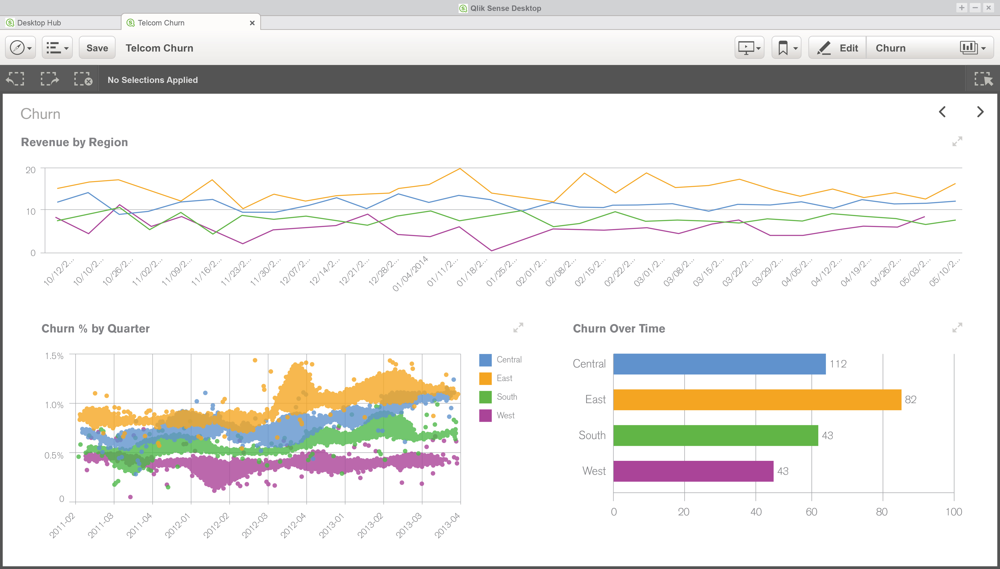 Qlik Sense Desktop
Desktop Hub
Telcom Churn
Save
Telcom Churn
Edit
Churn
No Selections Applied
Churn
Revenue by Region
20
10
0
10/12/2...
10/10/2...
10/26/2...
11/02/2...
11/09/2...
11/16/2...
11/23/2...
11/30/2...
12/07/2...
12/14/2...
12/21/2...
12/28/2...
01/04/2014
01/11/2...
01/18/2...
01/25/2...
02/01/2...
02/08/2...
02/15/2...
02/22/2...
03/01/2...
03/08/2...
03/15/2...
03/22/2...
03/29/2...
04/05/2...
04/12/2...
04/19/2...
04/26/2...
05/03/2...
05/10/2...
Churn % by Quarter
1.5%
1.0%
0.5%
0
2011-02
2011-03
2011-04
2012-01
2012-02
2012-03
2012-04
2013-01
2013-02
2013-03
2013-04
Central
East
South
West
Churn Over Time
Central 112
East 82
South 43
West 43
0 20 40 60 80 100